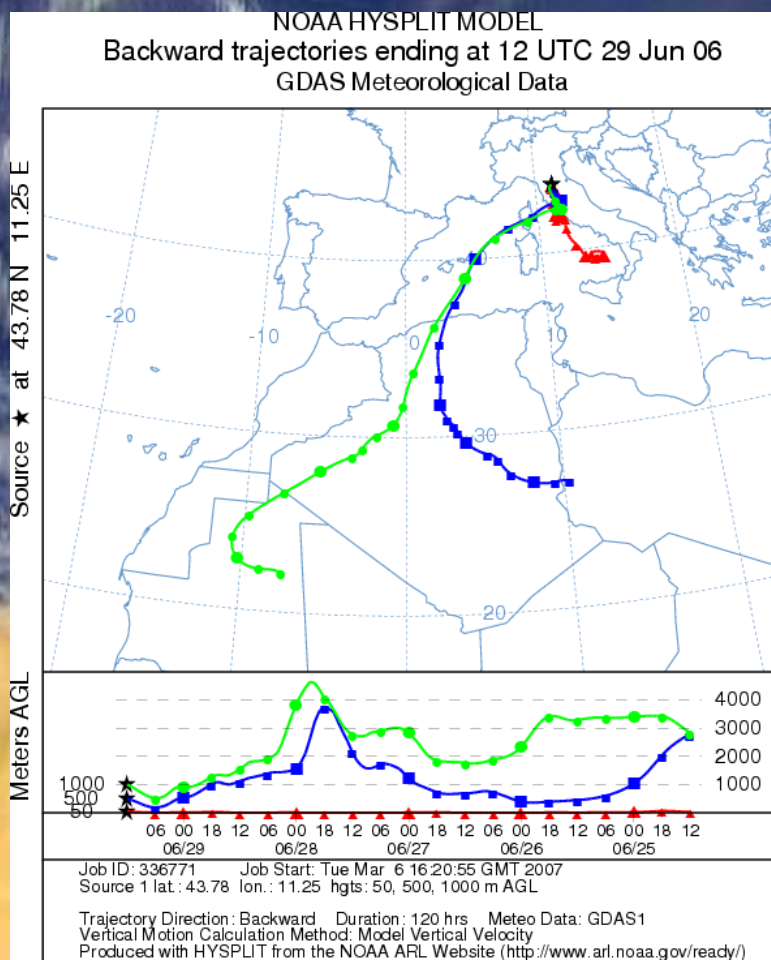 NOAA HYSPLIT MODEL
Backward trajectories ending at 12 UTC 29 Jun 06
GDAS Meteorological Data
Source ★ at 43.78 N 11.25 E
-20
-10
0
10
20
30
20
Meters AGL
1000
500
50
4000
3000
2000
1000
06 00 18 12 06 00 18 12 06 00 18 12 06 00 18 12 06 00 18 12
06/29 06/28 06/27 06/26 06/25
Job ID: 336771 Job Start: Tue Mar 6 16:20:55 GMT 2007
Source 1 lat.: 43.78 lon.: 11.25 hgts: 50, 500, 1000 m AGL
Trajectory Direction: Backward Duration: 120 hrs Meteo Data: GDAS1
Vertical Motion Calculation Method: Model Vertical Velocity
Produced with HYSPLIT from the NOAA ARL Website (http://www.arl.noaa.gov/ready/)